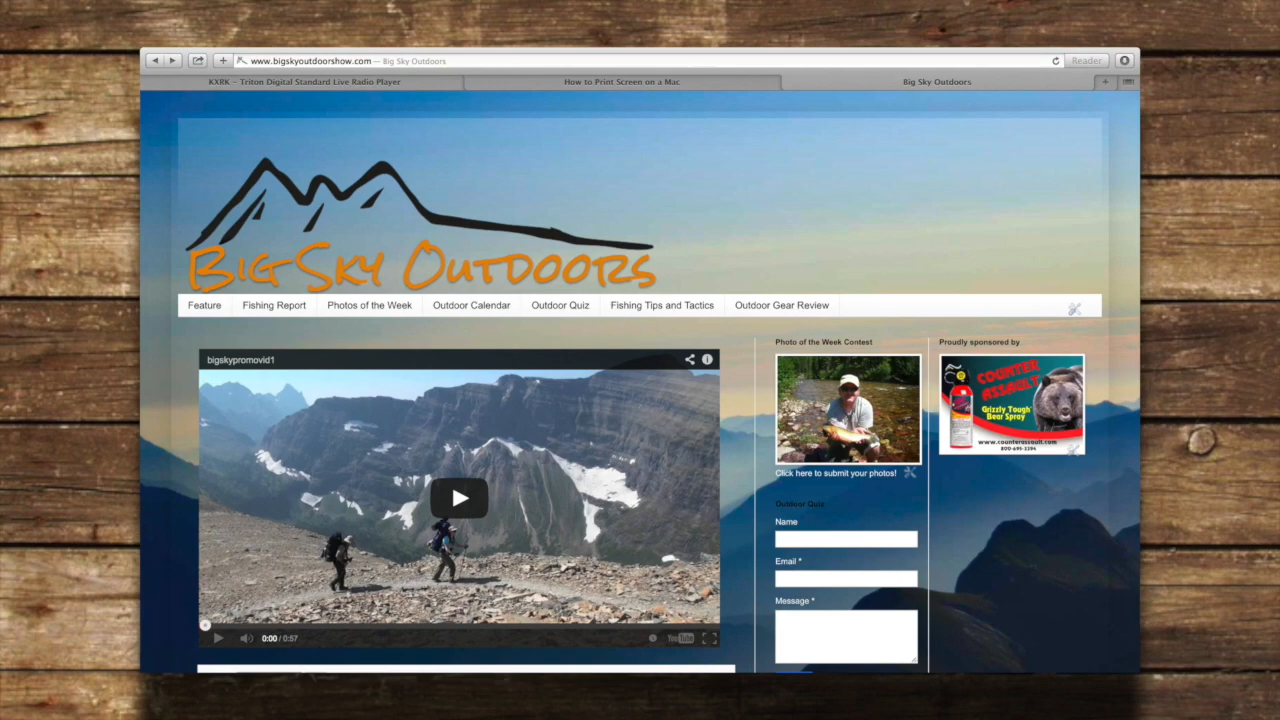 www.bigskyoutdoorshow.com — Big Sky Outdoors
Reader
KXRK – Triton Digital Standard Live Radio Player
How to Print Screen on a Mac
Big Sky Outdoors
BIG SKY OUTDOORS
Feature
Fishing Report
Photos of the Week
Outdoor Calendar
Outdoor Quiz
Fishing Tips and Tactics
Outdoor Gear Review
bigskypromovid1
0:00 / 0:57
YouTube
Photo of the Week Contest
Click here to submit your photos!
Outdoor Quiz
Name
Email *
Message *
Proudly sponsored by
COUNTER
ASSAULT
Grizzly Tough
Bear Spray
www.counterassault.com
800-695-3394